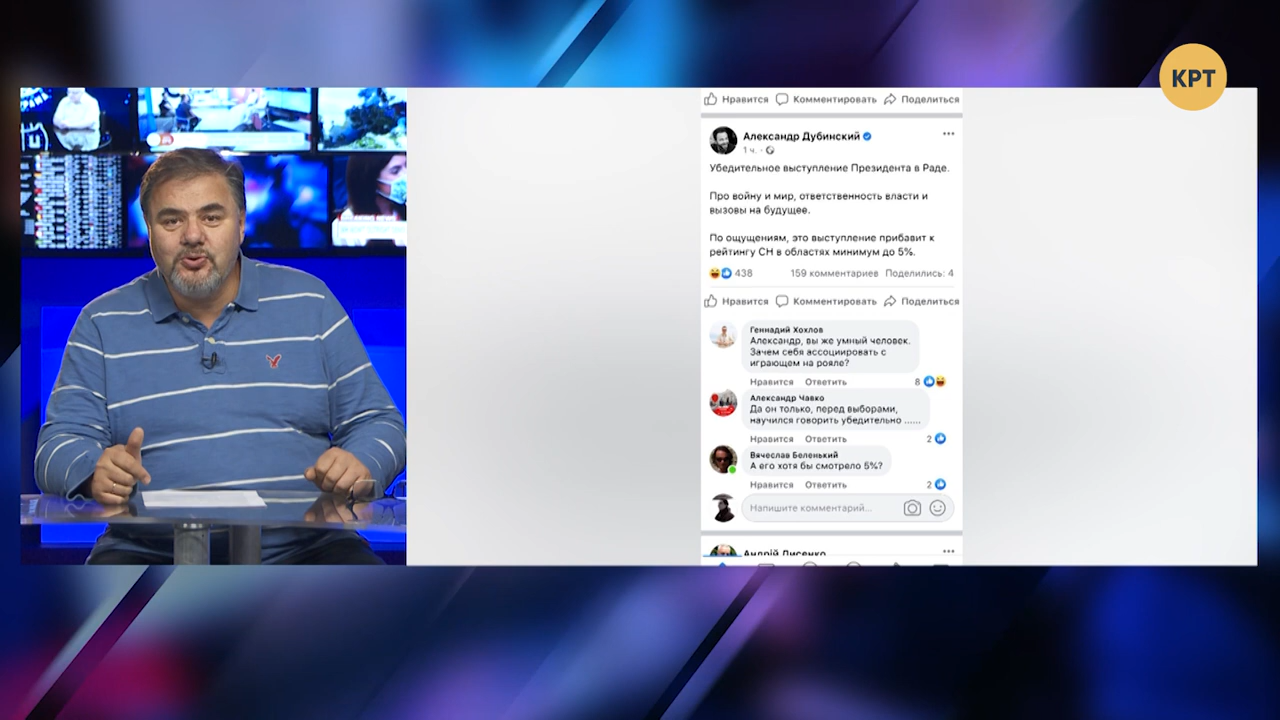 КРТ
Нравится Комментировать Поделиться
Александр Дубинский
1 ч. ·
Убедительное выступление Президента в Раде.
Про войну и мир, ответственность власти и
вызовы на будущее.
По ощущениям, это выступление прибавит к
рейтингу СН в областях минимум до 5%.
438 159 комментариев Поделились: 4
Нравится Комментировать Поделиться
Геннадий Хохлов
Александр, вы же умный человек.
Зачем себя ассоциировать с
играющем на рояле?
Нравится Ответить 8
Александр Чавко
Да он только, перед выборами,
научился говорить убедительно ......
Нравится Ответить 2
Вячеслав Беленький
А его хотя бы смотрело 5%?
Нравится Ответить 2
Напишите комментарий...
Андрій Лисенко